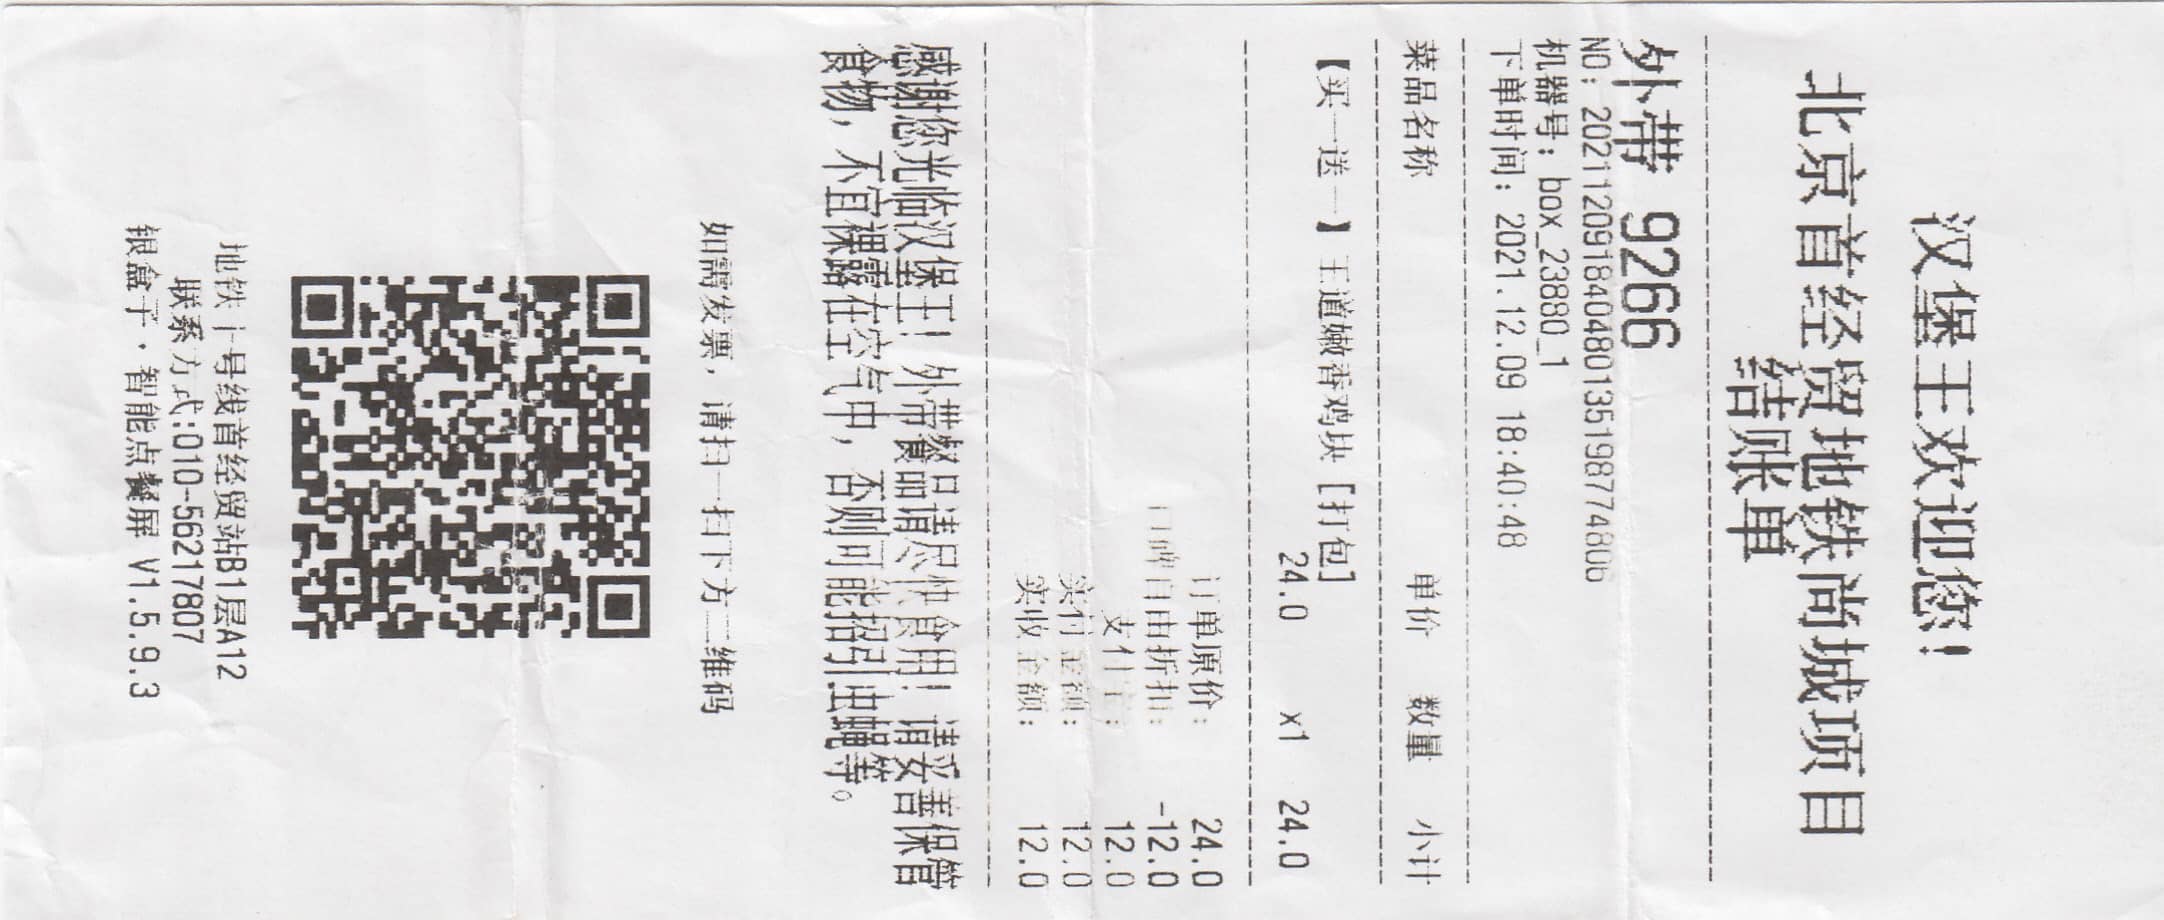 汉堡王欢迎您!
北京首经贸地铁尚城项目
结账单
外带 9266
NO: 202112091840480135198774806
机器号: box_23880_1
下单时间: 2021.12.09 18:40:48
菜品名称 单价 数量 小计
【买一送一】王道嫩香鸡块[打包]
24.0 x1 24.0
订单原价: 24.0
口碑自由折扣: -12.0
支付宝: 12.0
实付金额: 12.0
实收金额: 12.0
感谢您光临汉堡王! 外带餐品请尽快食用! 请妥善保管
食物, 不宜裸露在空气中, 否则可能招引虫蝇等。
如需发票, 请扫一扫下方二维码
地铁十号线首经贸站B1层A12
联系方式:010-56217807
银盒子·智能点餐屏 V1.5.9.3